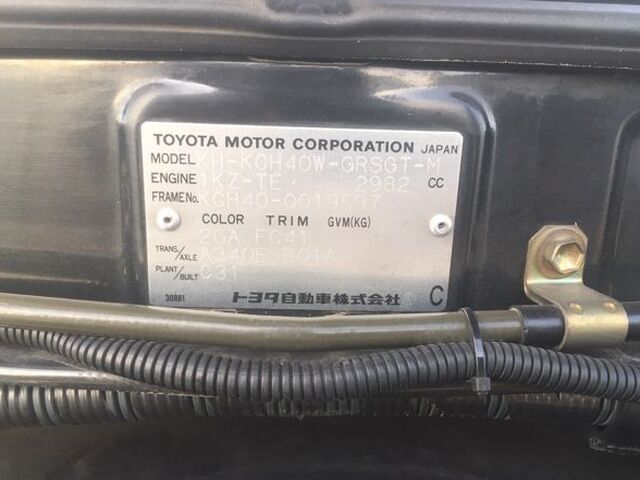 TOYOTA MOTOR CORPORATION JAPAN
MODEL KH-KCH40W-GRSGT-M
ENGINE 1KZ-TE 2982 CC
FRAME No. KCH40-0019597
COLOR TRIM GVM(KG)
2GA FC41
TRANS./AXLE A340E B01A
PLANT/BUILT C31
30881 トヨタ自動車株式会社 C